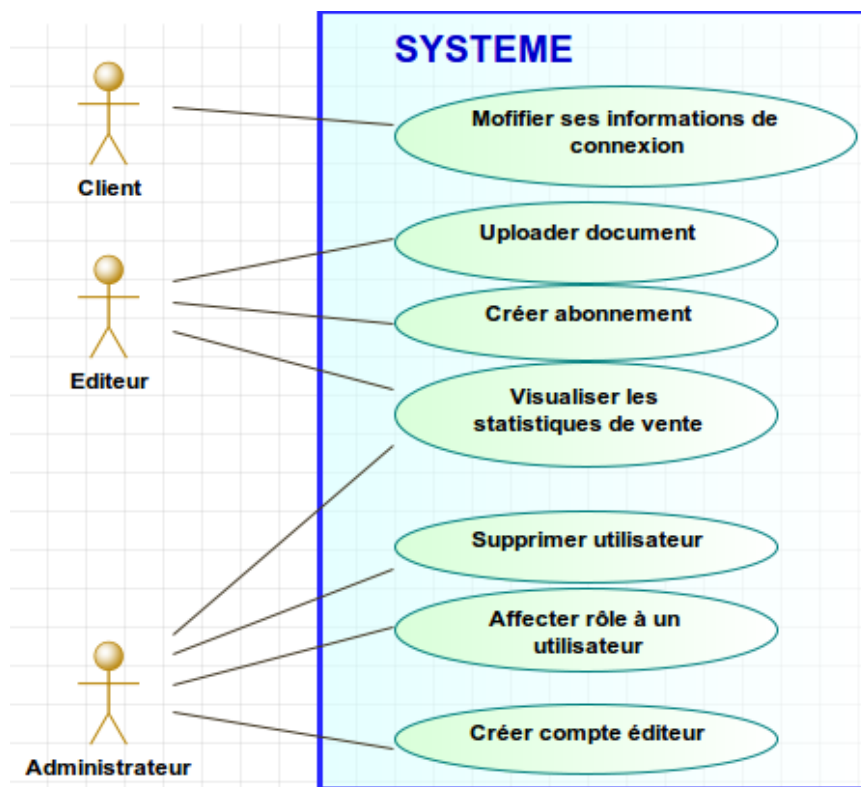 SYSTEME
Mofifier ses informations de
connexion
Client
Uploader document
Créer abonnement
Editeur
Visualiser les
statistiques de vente
Supprimer utilisateur
Affecter rôle à un
utilisateur
Créer compte éditeur
Administrateur